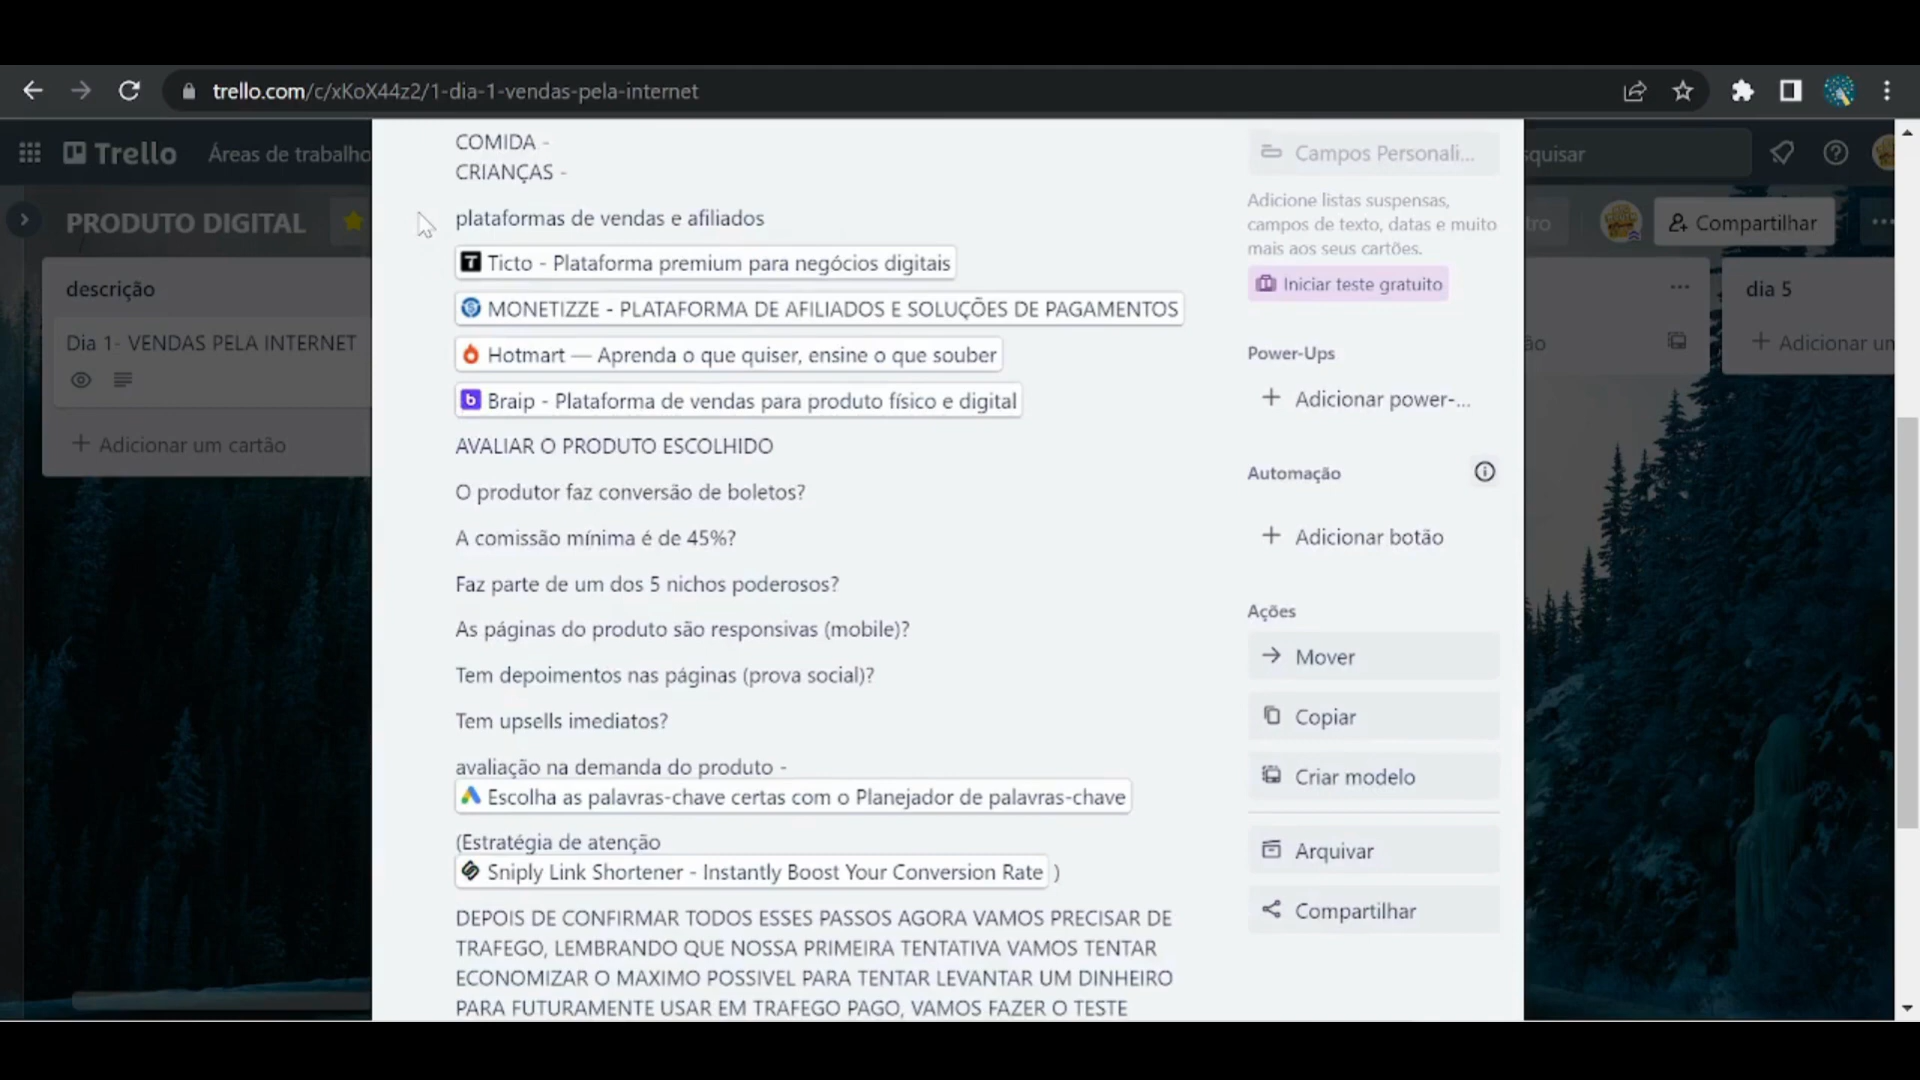 trello.com/c/xKoX44z2/1-dia-1-vendas-pela-internet
Trello
Áreas de trabalho
squisar
PRODUTO DIGITAL
Compartilhar
descrição
Dia 1- VENDAS PELA INTERNET
+ Adicionar um cartão
COMIDA -
CRIANÇAS -
plataformas de vendas e afiliados
Ticto - Plataforma premium para negócios digitais
MONETIZZE - PLATAFORMA DE AFILIADOS E SOLUÇÕES DE PAGAMENTOS
Hotmart — Aprenda o que quiser, ensine o que souber
Braip - Plataforma de vendas para produto físico e digital
AVALIAR O PRODUTO ESCOLHIDO
O produtor faz conversão de boletos?
A comissão mínima é de 45%?
Faz parte de um dos 5 nichos poderosos?
As páginas do produto são responsivas (mobile)?
Tem depoimentos nas páginas (prova social)?
Tem upsells imediatos?
avaliação na demanda do produto -
Escolha as palavras-chave certas com o Planejador de palavras-chave
(Estratégia de atenção
Sniply Link Shortener - Instantly Boost Your Conversion Rate )
DEPOIS DE CONFIRMAR TODOS ESSES PASSOS AGORA VAMOS PRECISAR DE
TRAFEGO, LEMBRANDO QUE NOSSA PRIMEIRA TENTATIVA VAMOS TENTAR
ECONOMIZAR O MAXIMO POSSIVEL PARA TENTAR LEVANTAR UM DINHEIRO
PARA FUTURAMENTE USAR EM TRAFEGO PAGO, VAMOS FAZER O TESTE
Campos Personali...
Adicione listas suspensas,
campos de texto, datas e muito
mais aos seus cartões.
Iniciar teste gratuito
Power-Ups
+ Adicionar power-...
Automação
+ Adicionar botão
Ações
Mover
Copiar
Criar modelo
Arquivar
Compartilhar
tro
ão
dia 5
+ Adicionar un